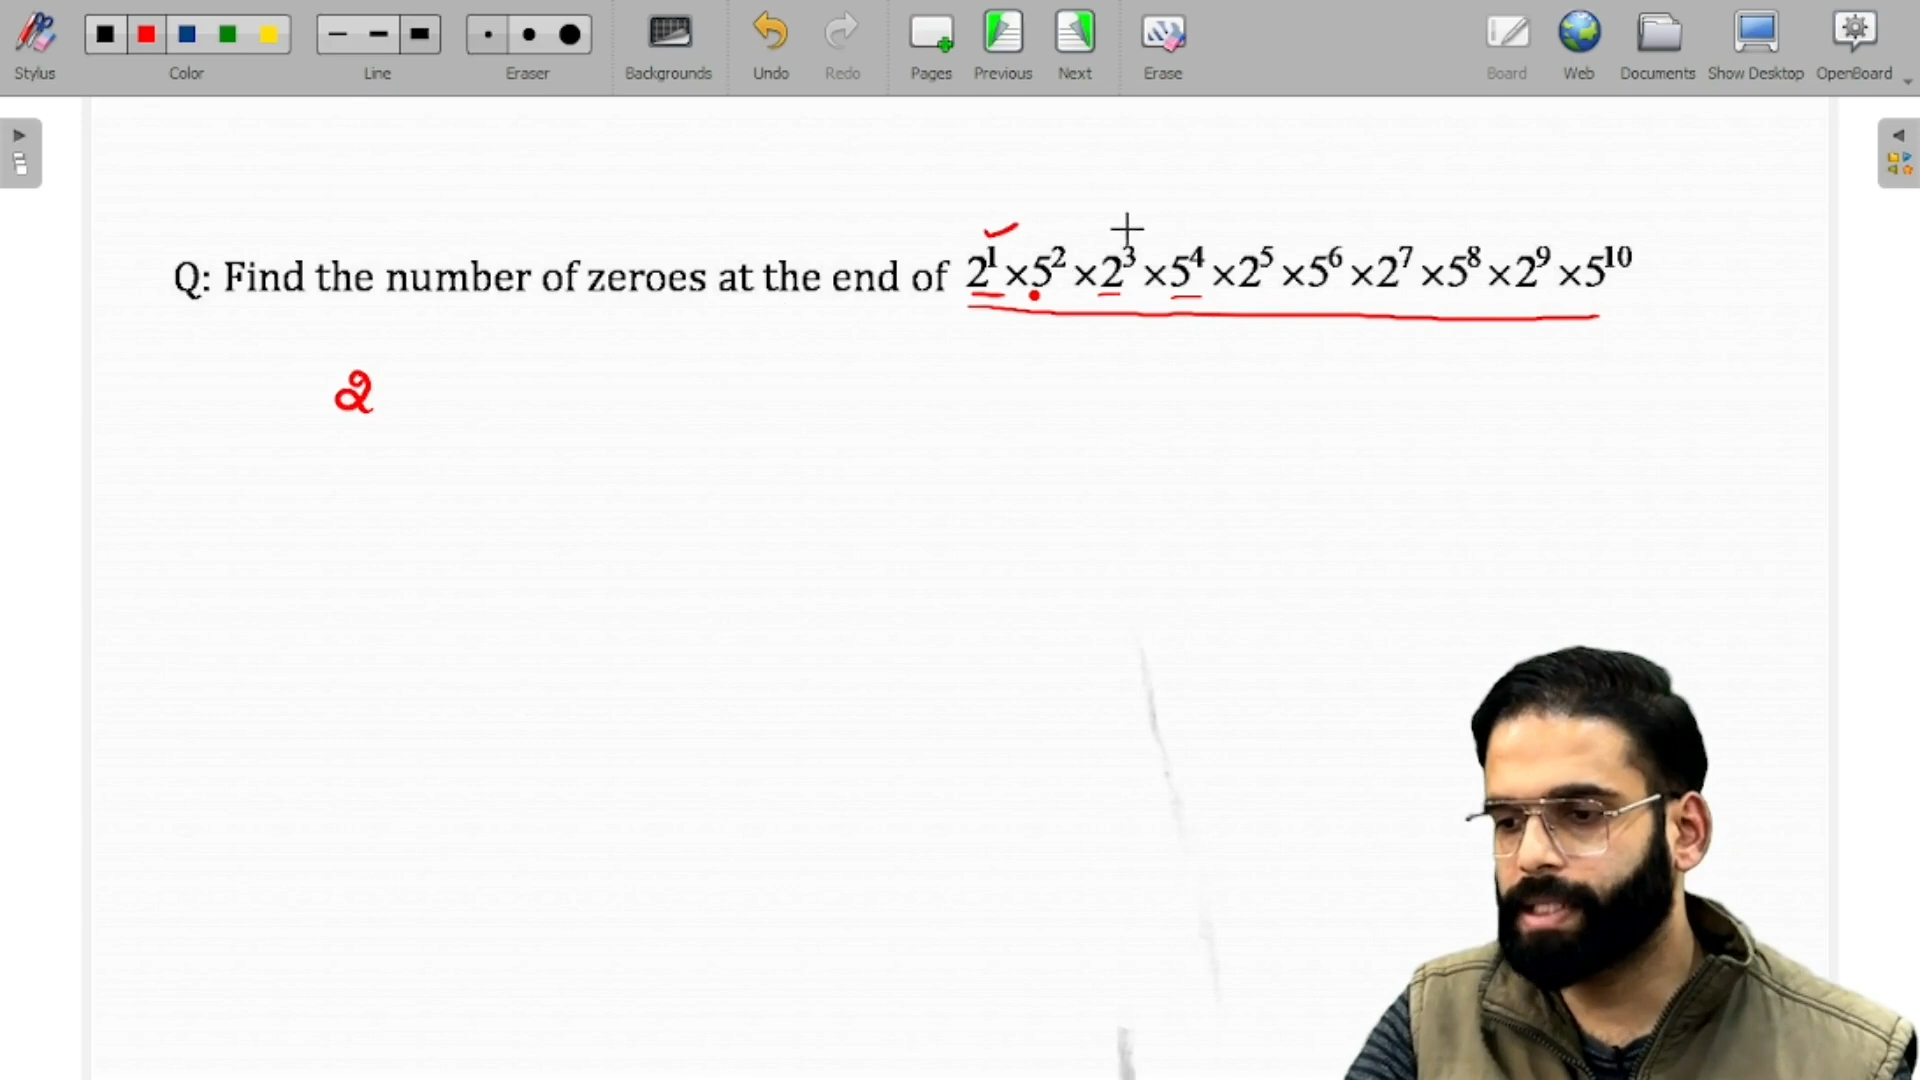 Stylus Color Line Eraser Backgrounds Undo Redo Pages Previous Next Erase Board Web Documents Show Desktop OpenBoard
Q: Find the number of zeroes at the end of 2¹×5²×2³×5⁴×2⁵×5⁶×2⁷×5⁸×2⁹×5¹⁰
2